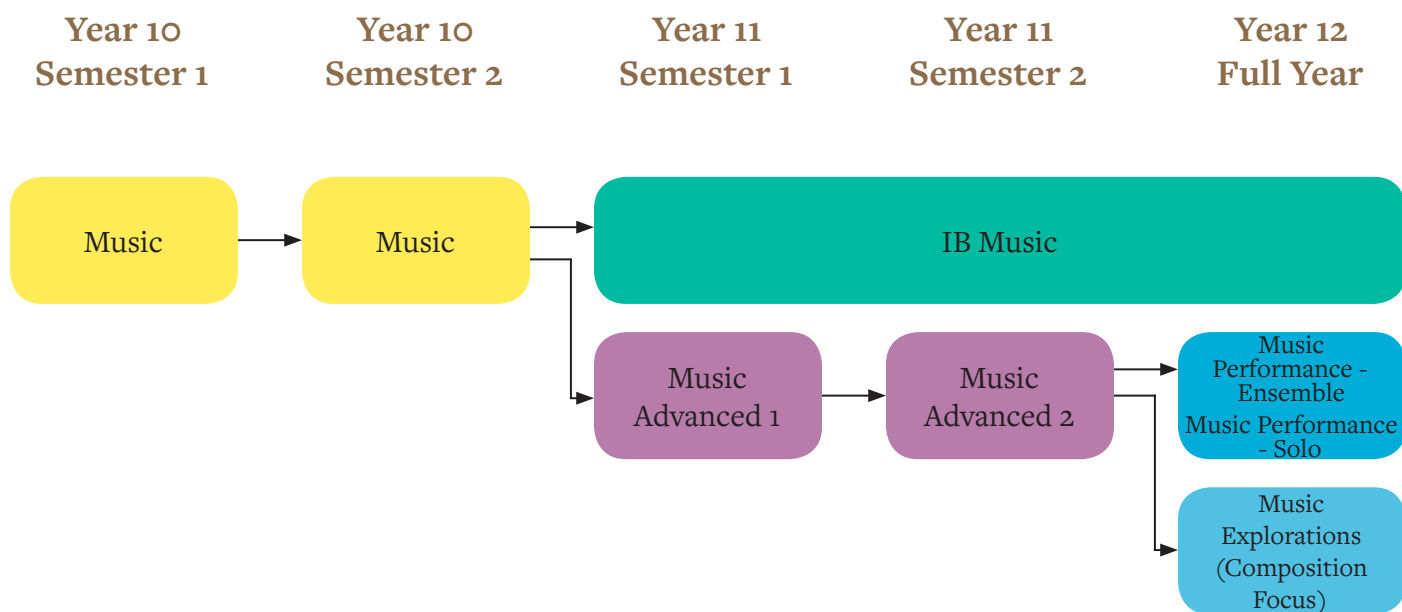 Year 10
Semester 1
Year 10
Semester 2
Year 11
Semester 1
Year 11
Semester 2
Year 12
Full Year
Music
Music
IB Music
Music
Advanced 1
Music
Advanced 2
Music
Performance -
Ensemble
Music Performance
- Solo
Music
Explorations
(Composition
Focus)